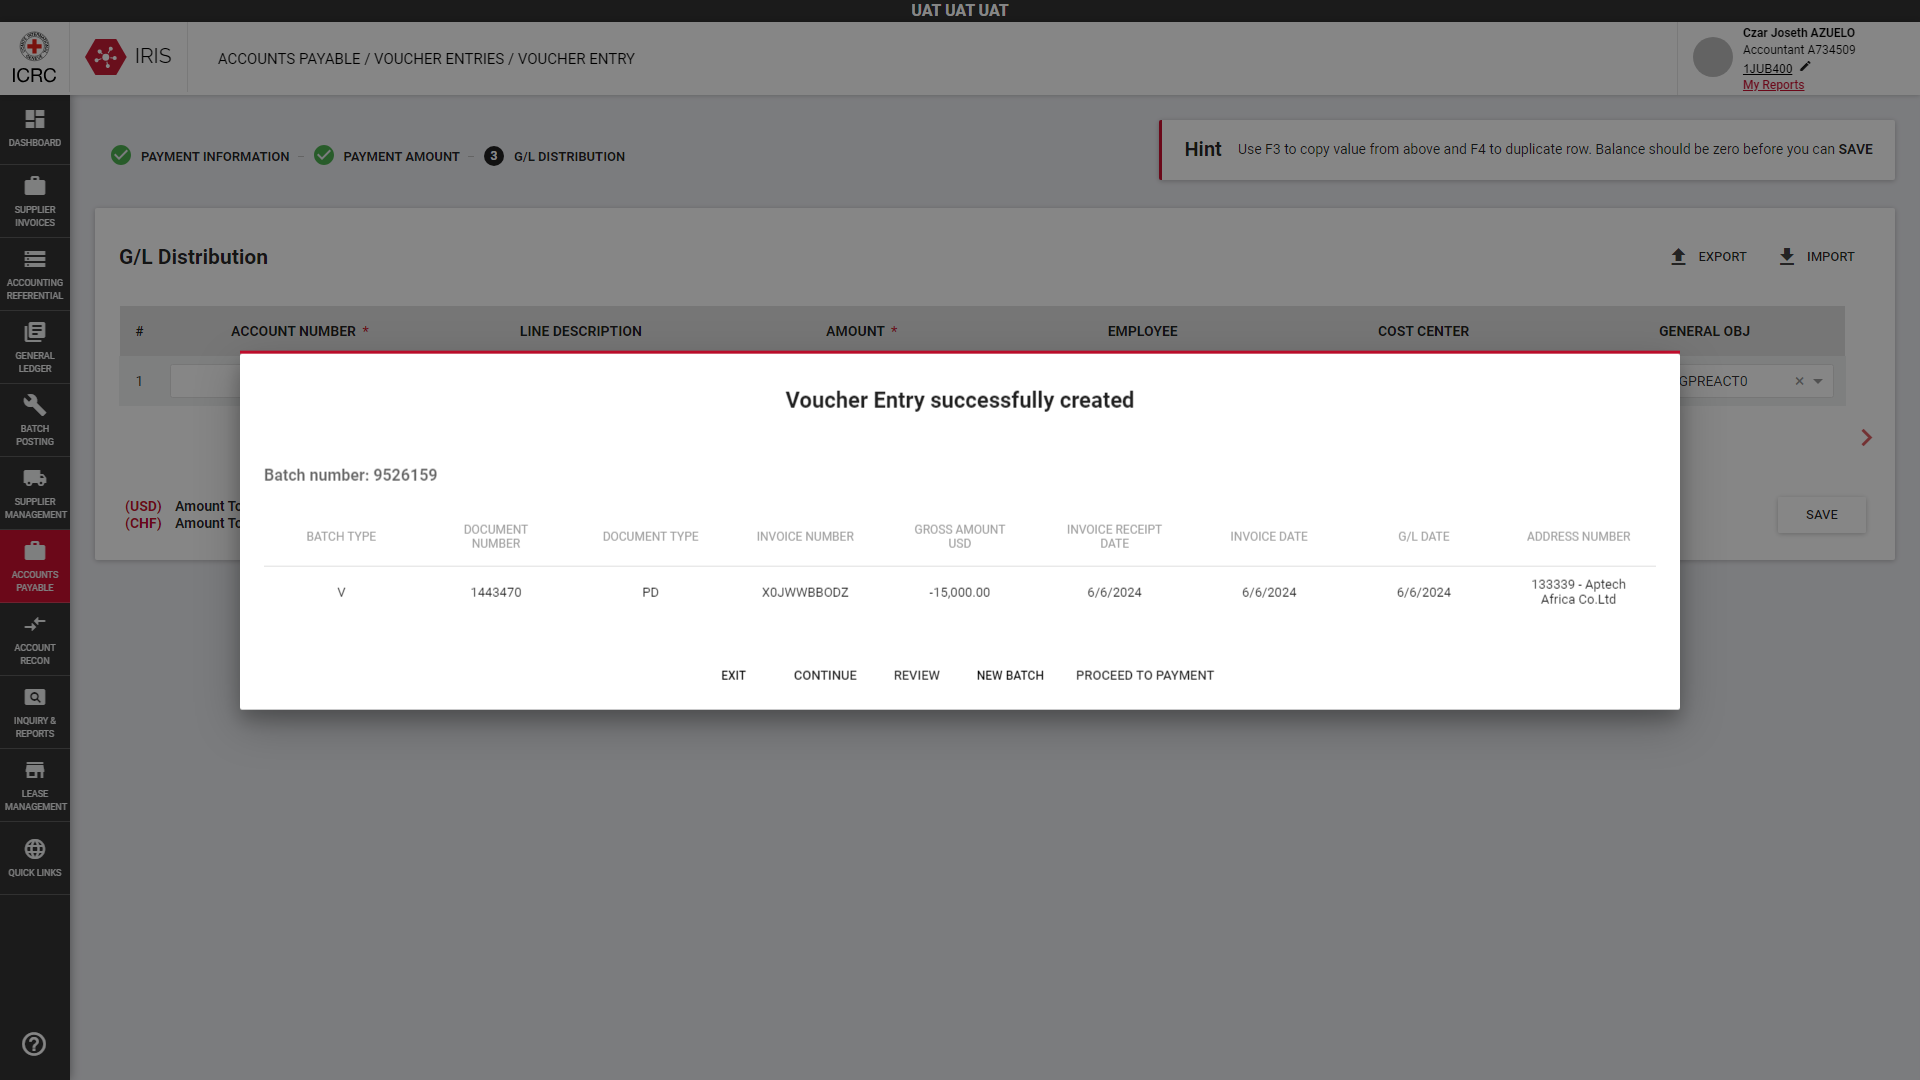 UAT UAT UAT
ICRC
IRIS
ACCOUNTS PAYABLE / VOUCHER ENTRIES / VOUCHER ENTRY
Czar Joseth AZUELO
Accountant A734509
1JUB400
My Reports
DASHBOARD
SUPPLIER
INVOICES
ACCOUNTING
REFERENTIAL
GENERAL
LEDGER
BATCH
POSTING
SUPPLIER
MANAGEMENT
ACCOUNTS
PAYABLE
ACCOUNT
RECON
INQUIRY &
REPORTS
LEASE
MANAGEMENT
QUICK LINKS
PAYMENT INFORMATION
PAYMENT AMOUNT
3 G/L DISTRIBUTION
Hint Use F3 to copy value from above and F4 to duplicate row. Balance should be zero before you can SAVE
G/L Distribution
EXPORT
IMPORT
# ACCOUNT NUMBER * LINE DESCRIPTION AMOUNT * EMPLOYEE COST CENTER GENERAL OBJ
1 GPREACT0
(USD) Amount To
(CHF) Amount To
SAVE
Voucher Entry successfully created
Batch number: 9526159
BATCH TYPE DOCUMENT NUMBER DOCUMENT TYPE INVOICE NUMBER GROSS AMOUNT USD INVOICE RECEIPT DATE INVOICE DATE G/L DATE ADDRESS NUMBER
V 1443470 PD X0JWWBBODZ -15,000.00 6/6/2024 6/6/2024 6/6/2024 133339 - Aptech Africa Co.Ltd
EXIT CONTINUE REVIEW NEW BATCH PROCEED TO PAYMENT